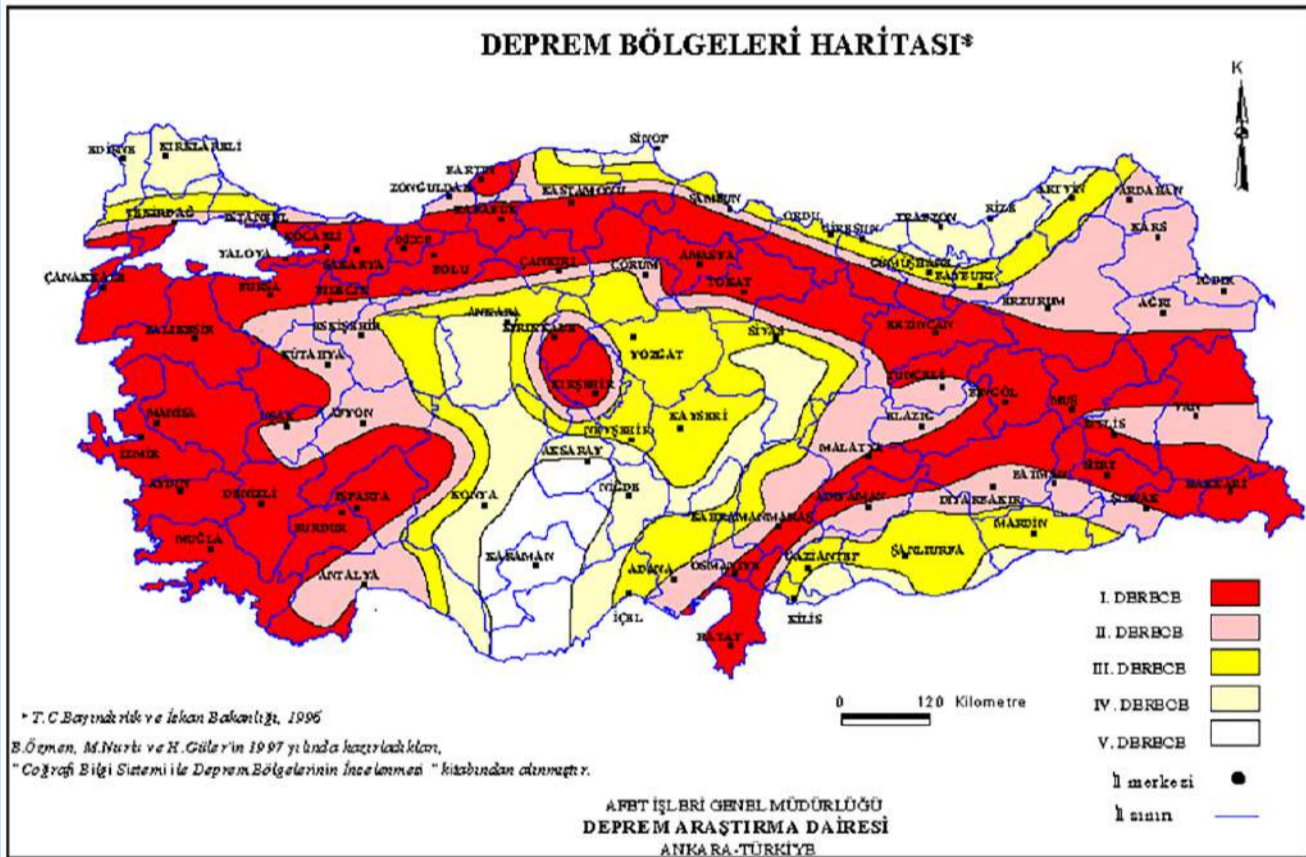 DEPREM BÖLGELERİ HARİTASI*
K
SİNOP
EDİRNE
KIRKLARELİ
BARTIN
ZONGULDAK
KASTAMONU
ARTVİN
ARDAHAN
TEKİRDAĞ
İSTANBUL
KARABÜK
SAMSUN
ORDU
GİRESUN
TRABZON
RİZE
KARS
YALOVA
KOCAELİ
SAKARYA
BOLU
ÇANKIRI
ÇORUM
AMASYA
TOKAT
GÜMÜŞHANE
BAYBURT
ERZURUM
AĞRI
IĞDIR
ÇANAKKALE
BURSA
BİLECİK
BALIKESİR
ESKİŞEHİR
ANKARA
KIRIKKALE
YOZGAT
SİVAS
ERZİNCAN
KÜTAHYA
TUNCELİ
BİNGÖL
MUŞ
MANİSA
UŞAK
AFYON
KIRŞEHİR
KAYSERİ
ELAZIĞ
BİTLİS
VAN
İZMİR
NEVŞEHİR
AKSARAY
MALATYA
AYDIN
DENİZLİ
ISPARTA
BURDUR
KONYA
NİĞDE
ADIYAMAN
DİYARBAKIR
BATMAN
SİİRT
ŞIRNAK
HAKKARİ
MUĞLA
KAHRAMANMARAŞ
MARDİN
ANTALYA
KARAMAN
ADANA
OSMANİYE
GAZİANTEP
ŞANLIURFA
İÇEL
KİLİS
HATAY
I. DERECE
II. DERECE
III. DERECE
IV. DERECE
V. DERECE
İl merkezi
İl sınırı
0 120 Kilometre
* T.C.Bayındırlık ve İskan Bakanlığı, 1996
B.Özmen, M.Nurlu ve H.Güler'in 1997 yılında hazırladıkları,
"Coğrafi Bilgi Sistemi ile Deprem Bölgelerinin İncelenmesi" kitabından alınmıştır.
AFET İŞLERİ GENEL MÜDÜRLÜĞÜ
DEPREM ARAŞTIRMA DAİRESİ
ANKARA-TÜRKİYE